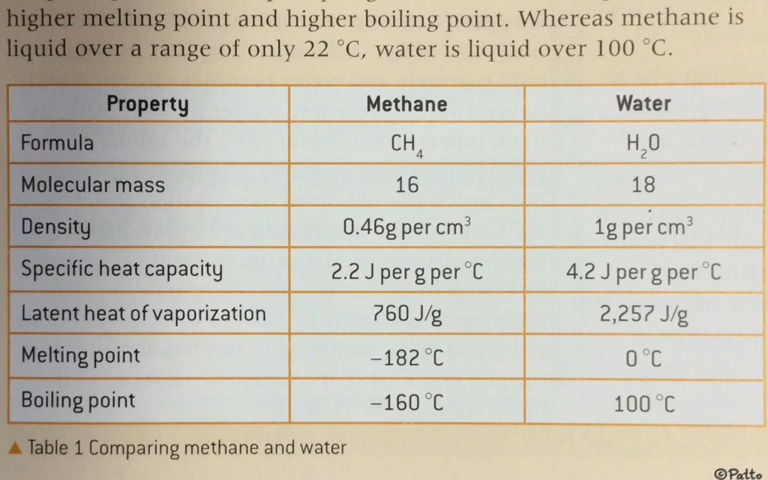 higher melting point and higher boiling point. Whereas methane is
liquid over a range of only 22 °C, water is liquid over 100 °C.
Property Methane Water
Formula CH₄ H₂O
Molecular mass 16 18
Density 0.46g per cm³ 1g per cm³
Specific heat capacity 2.2 J per g per °C 4.2 J per g per °C
Latent heat of vaporization 760 J/g 2,257 J/g
Melting point −182 °C 0 °C
Boiling point −160 °C 100 °C
▲ Table 1 Comparing methane and water
©Patto